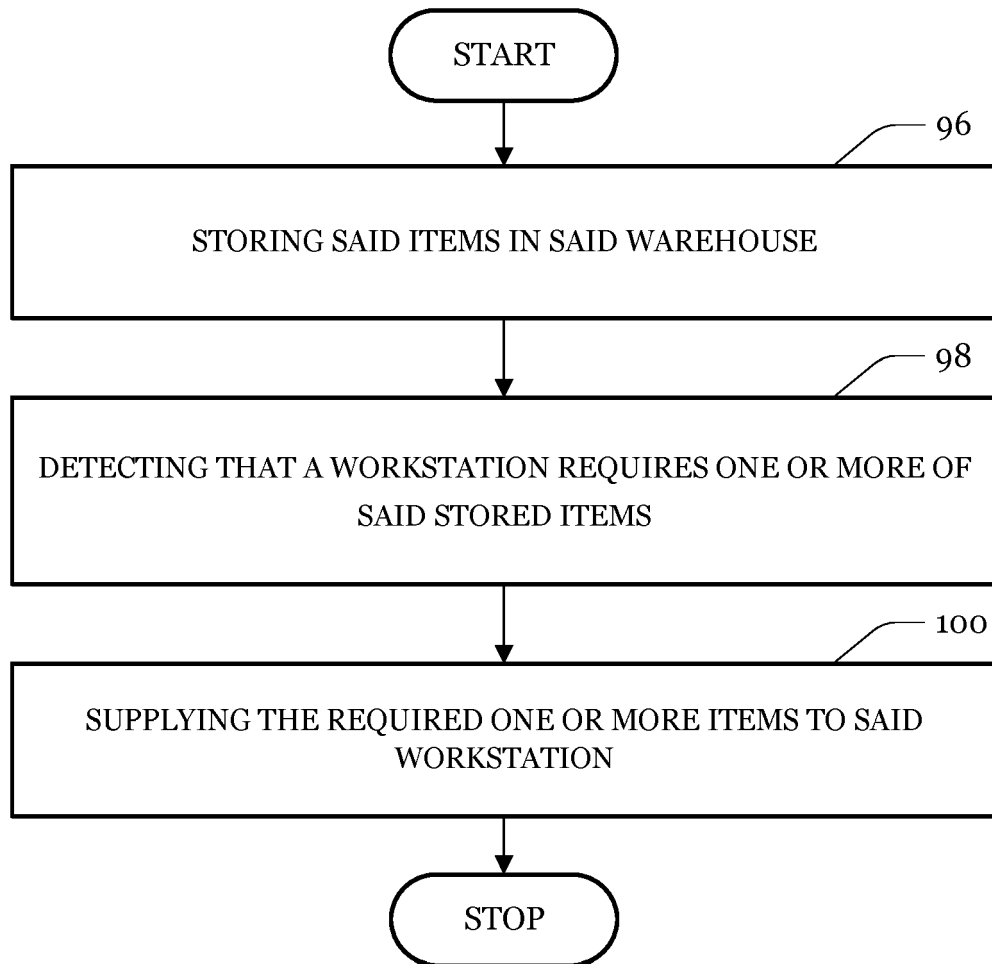 START
96
STORING SAID ITEMS IN SAID WAREHOUSE
98
DETECTING THAT A WORKSTATION REQUIRES ONE OR MORE OF
SAID STORED ITEMS
100
SUPPLYING THE REQUIRED ONE OR MORE ITEMS TO SAID
WORKSTATION
STOP